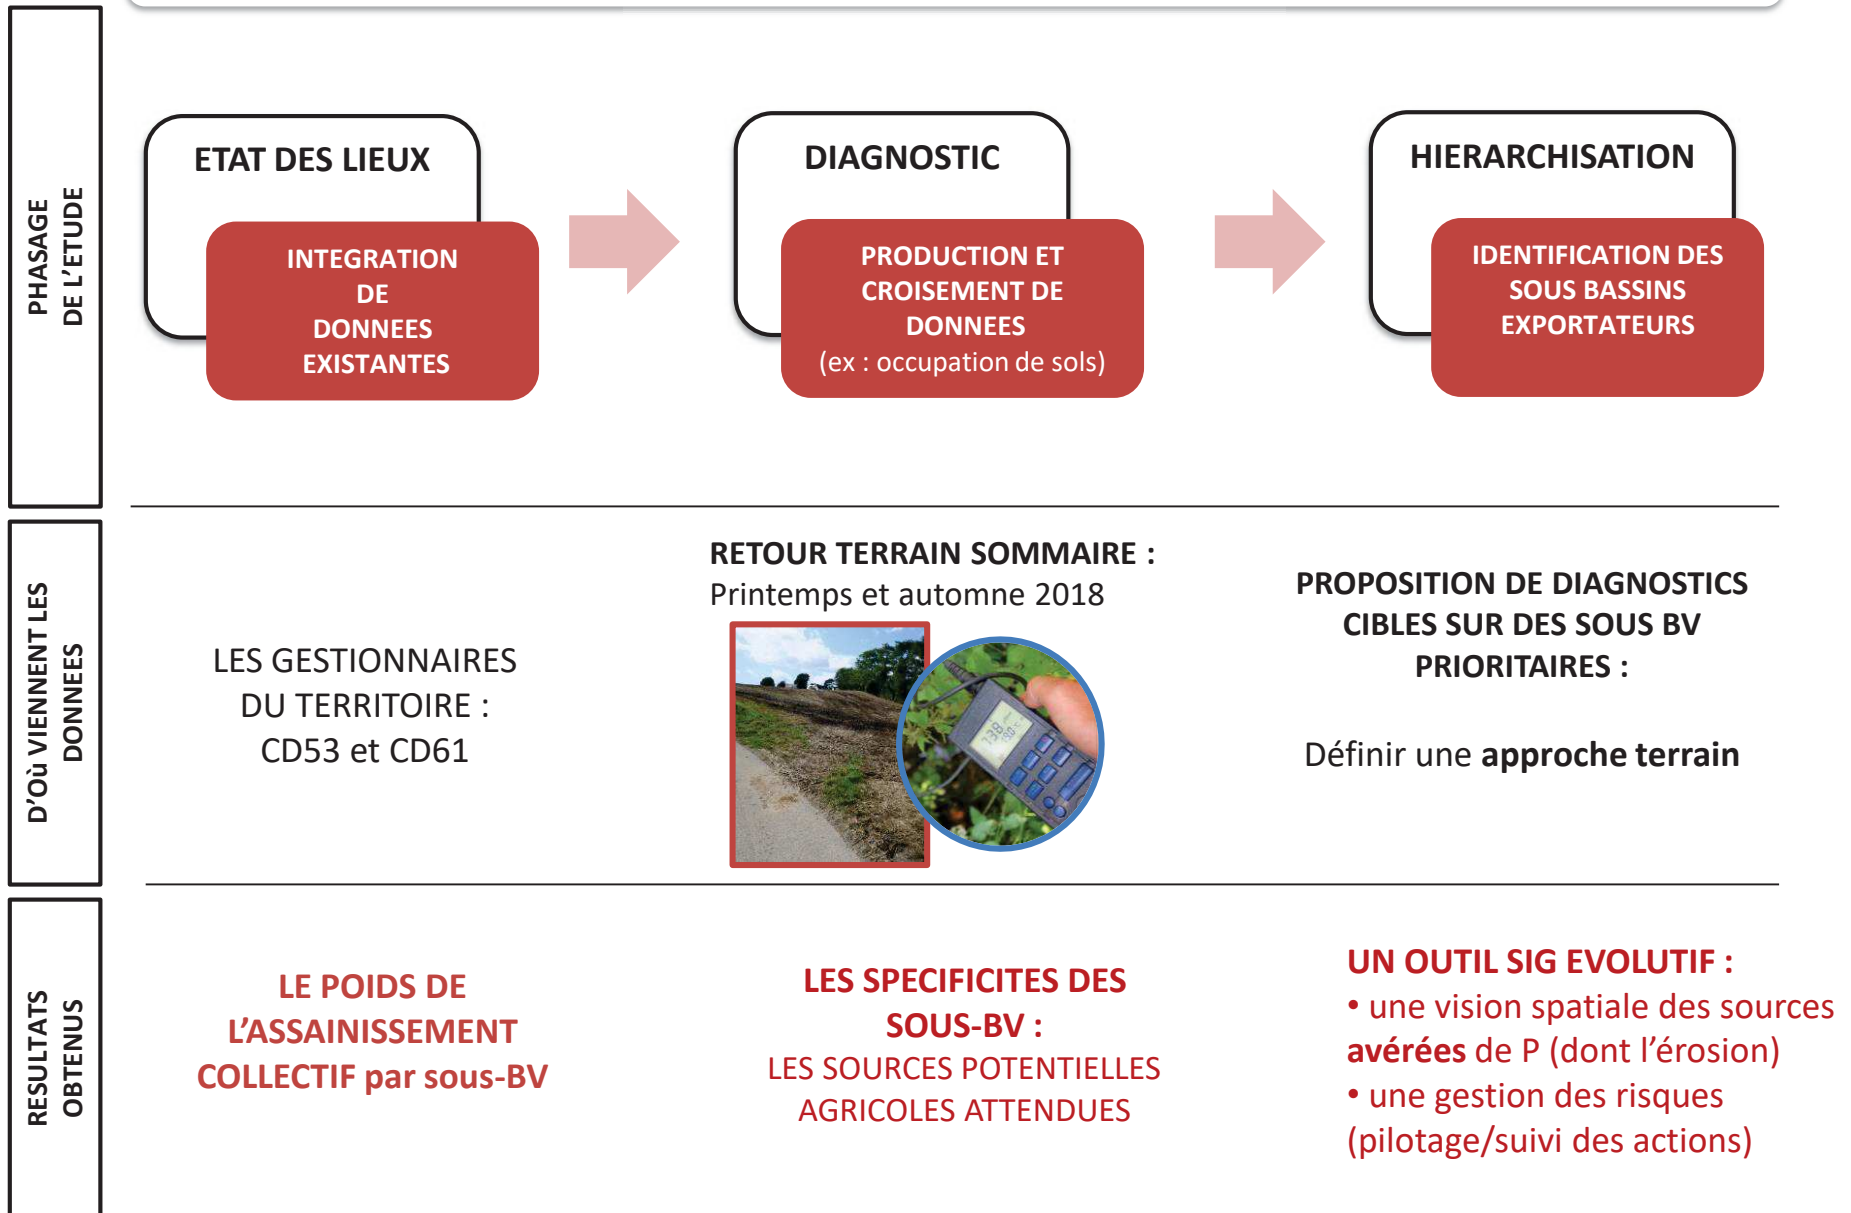 PHASAGE
DE L'ETUDE
ETAT DES LIEUX
INTEGRATION
DE
DONNEES
EXISTANTES
DIAGNOSTIC
PRODUCTION ET
CROISEMENT DE
DONNEES
(ex : occupation de sols)
HIERARCHISATION
IDENTIFICATION DES
SOUS BASSINS
EXPORTATEURS
D'Où VIENNENT LES
DONNEES
LES GESTIONNAIRES
DU TERRITOIRE :
CD53 et CD61
RETOUR TERRAIN SOMMAIRE :
Printemps et automne 2018
PROPOSITION DE DIAGNOSTICS
CIBLES SUR DES SOUS BV
PRIORITAIRES :
Définir une approche terrain
RESULTATS
OBTENUS
LE POIDS DE
L'ASSAINISSEMENT
COLLECTIF par sous-BV
LES SPECIFICITES DES
SOUS-BV :
LES SOURCES POTENTIELLES
AGRICOLES ATTENDUES
UN OUTIL SIG EVOLUTIF :
• une vision spatiale des sources
avérées de P (dont l'érosion)
• une gestion des risques
(pilotage/suivi des actions)